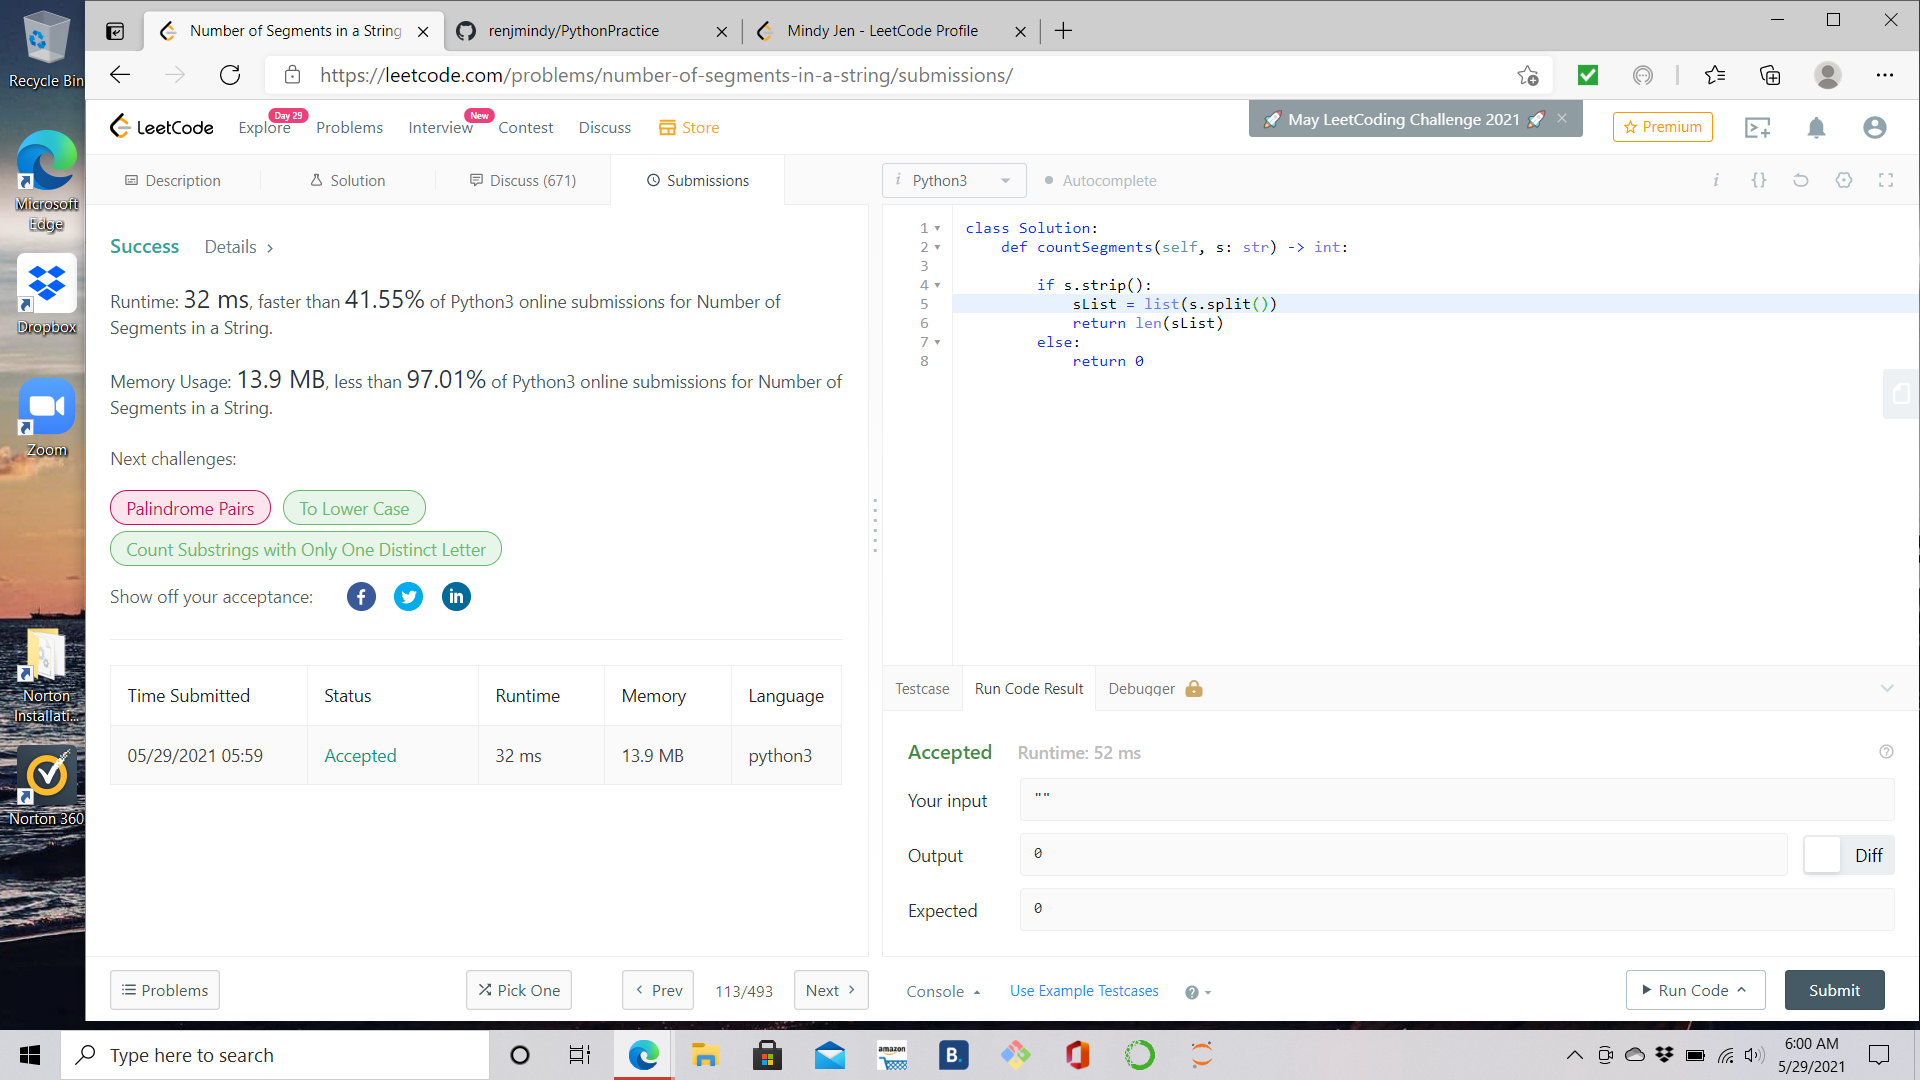 Recycle Bin
Microsoft
Edge
Dropbox
Zoom
Norton
Installati...
Norton 360
Number of Segments in a String
renjmindy/PythonPractice
Mindy Jen - LeetCode Profile
https://leetcode.com/problems/number-of-segments-in-a-string/submissions/
LeetCode
Explore
Day 29
Problems
Interview
New
Contest
Discuss
Store
May LeetCoding Challenge 2021
Premium
Description
Solution
Discuss (671)
Submissions
Success Details >
Runtime: 32 ms, faster than 41.55% of Python3 online submissions for Number of
Segments in a String.
Memory Usage: 13.9 MB, less than 97.01% of Python3 online submissions for Number of
Segments in a String.
Next challenges:
Palindrome Pairs
To Lower Case
Count Substrings with Only One Distinct Letter
Show off your acceptance:
Time Submitted Status Runtime Memory Language
05/29/2021 05:59 Accepted 32 ms 13.9 MB python3
Problems
Pick One
< Prev
113/493
Next >
i Python3
Autocomplete
1 class Solution:
2 def countSegments(self, s: str) -> int:
3
4 if s.strip():
5 sList = list(s.split())
6 return len(sList)
7 else:
8 return 0
Testcase
Run Code Result
Debugger
Accepted Runtime: 52 ms
Your input ""
Output 0
Diff
Expected 0
Console
Use Example Testcases
Run Code
Submit
Type here to search
amazon
B.
6:00 AM
5/29/2021